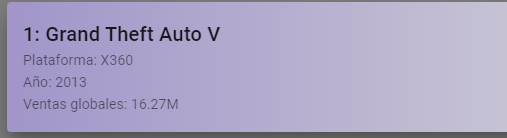 1: Grand Theft Auto V
Plataforma: X360
Año: 2013
Ventas globales: 16.27M